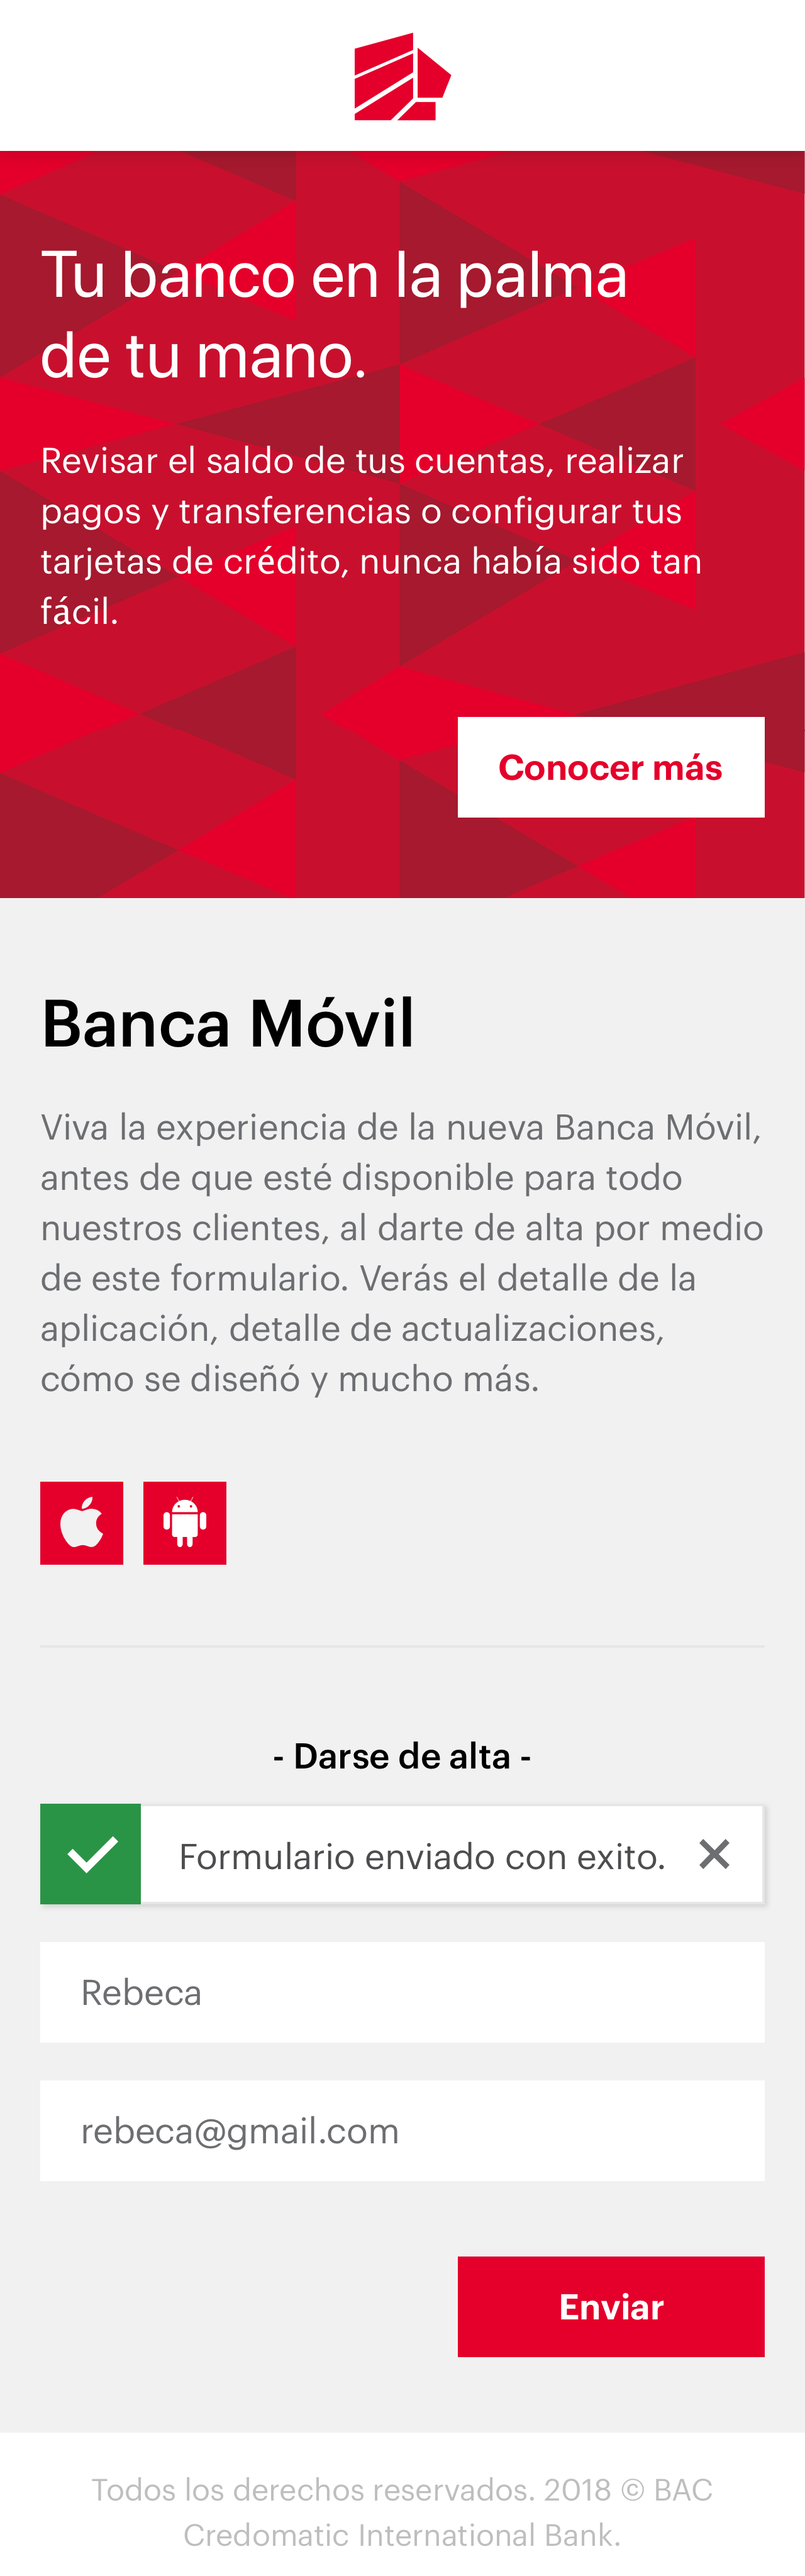 Tu banco en la palma
de tu mano.
Revisar el saldo de tus cuentas, realizar
pagos y transferencias o configurar tus
tarjetas de crédito, nunca había sido tan
fácil.
Conocer más
Banca Móvil
Viva la experiencia de la nueva Banca Móvil,
antes de que esté disponible para todo
nuestros clientes, al darte de alta por medio
de este formulario. Verás el detalle de la
aplicación, detalle de actualizaciones,
cómo se diseñó y mucho más.
- Darse de alta -
Formulario enviado con exito.
Rebeca
rebeca@gmail.com
Enviar
Todos los derechos reservados. 2018 © BAC
Credomatic International Bank.